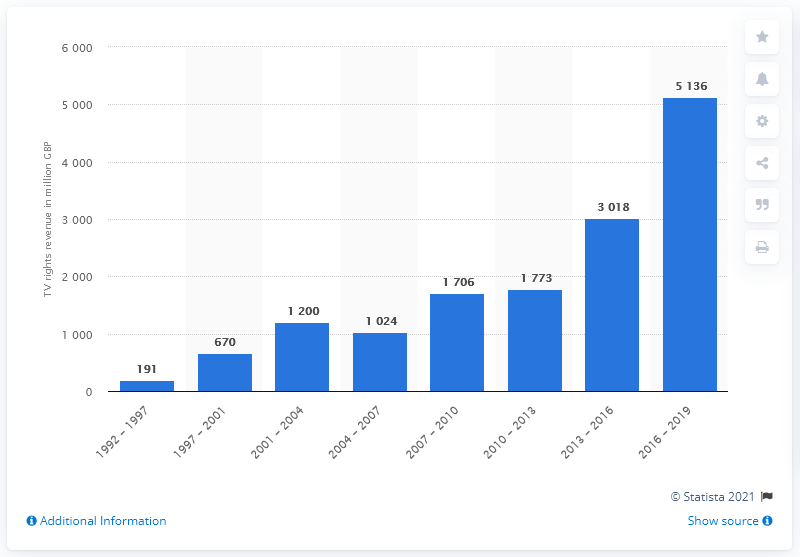 TV rights revenue in million GBP
6 000
5 000
4 000
3 000
2 000
1 000
0
191
670
1 200
1 024
1 706
1 773
3 018
5 136
1992 – 1997
1997 – 2001
2001 – 2004
2004 – 2007
2007 – 2010
2010 – 2013
2013 – 2016
2016 – 2019
© Statista 2021
Additional Information
Show source